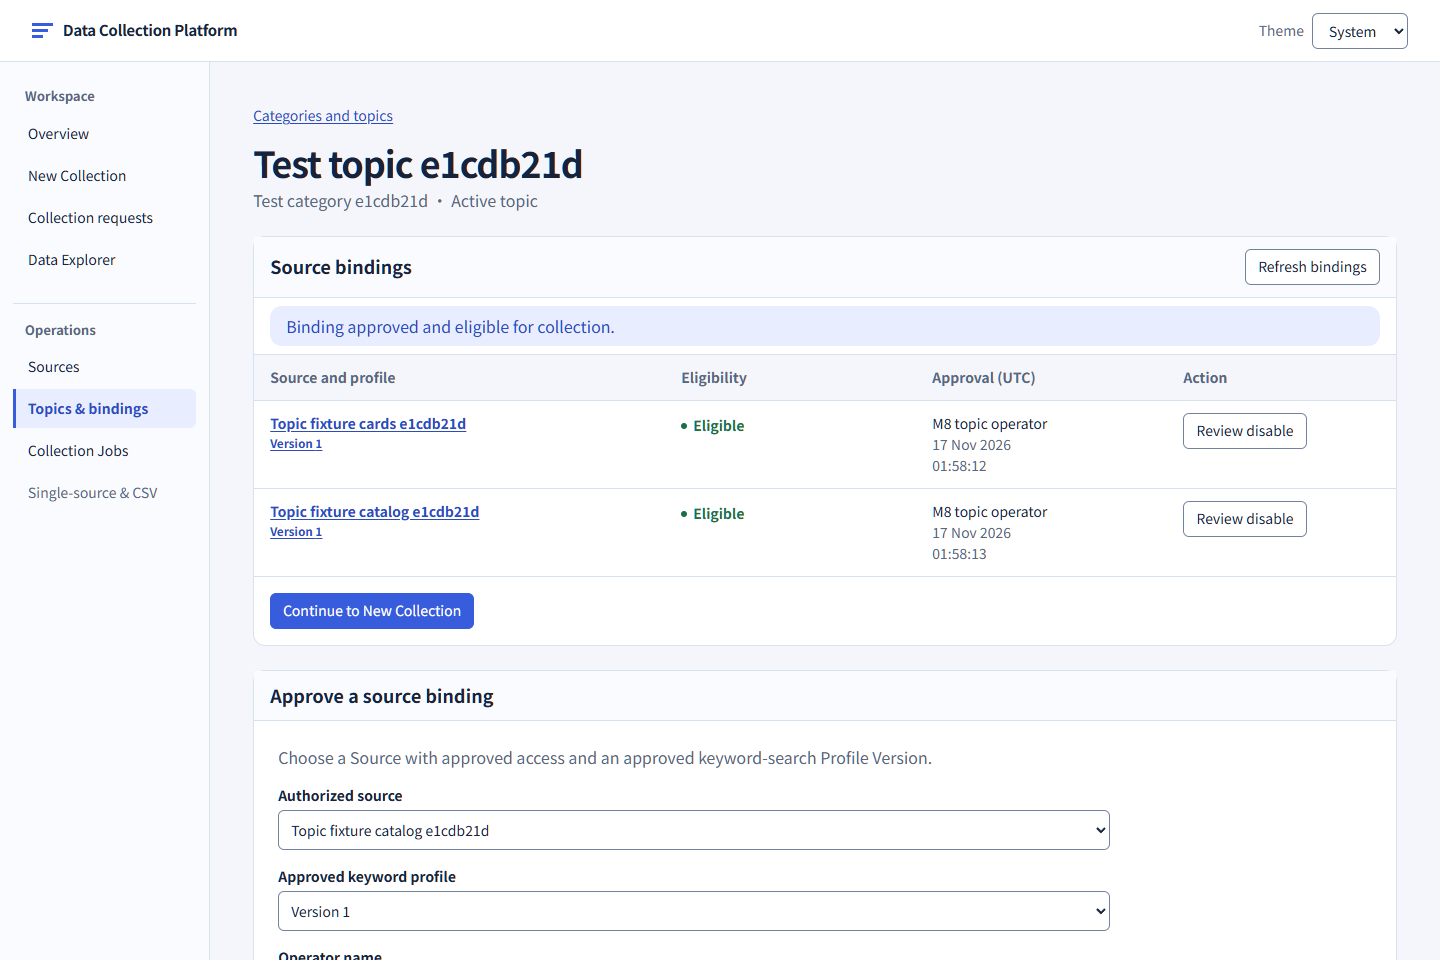 Data Collection Platform
Theme
System
Workspace
Overview
New Collection
Collection requests
Data Explorer
Operations
Sources
Topics & bindings
Collection Jobs
Single-source & CSV
Categories and topics
Test topic e1cdb21d
Test category e1cdb21d • Active topic
Source bindings
Refresh bindings
Binding approved and eligible for collection.
Source and profile Eligibility Approval (UTC) Action
Topic fixture cards e1cdb21d
Version 1
Eligible
M8 topic operator
17 Nov 2026
01:58:12
Review disable
Topic fixture catalog e1cdb21d
Version 1
Eligible
M8 topic operator
17 Nov 2026
01:58:13
Review disable
Continue to New Collection
Approve a source binding
Choose a Source with approved access and an approved keyword-search Profile Version.
Authorized source
Topic fixture catalog e1cdb21d
Approved keyword profile
Version 1
Operator name